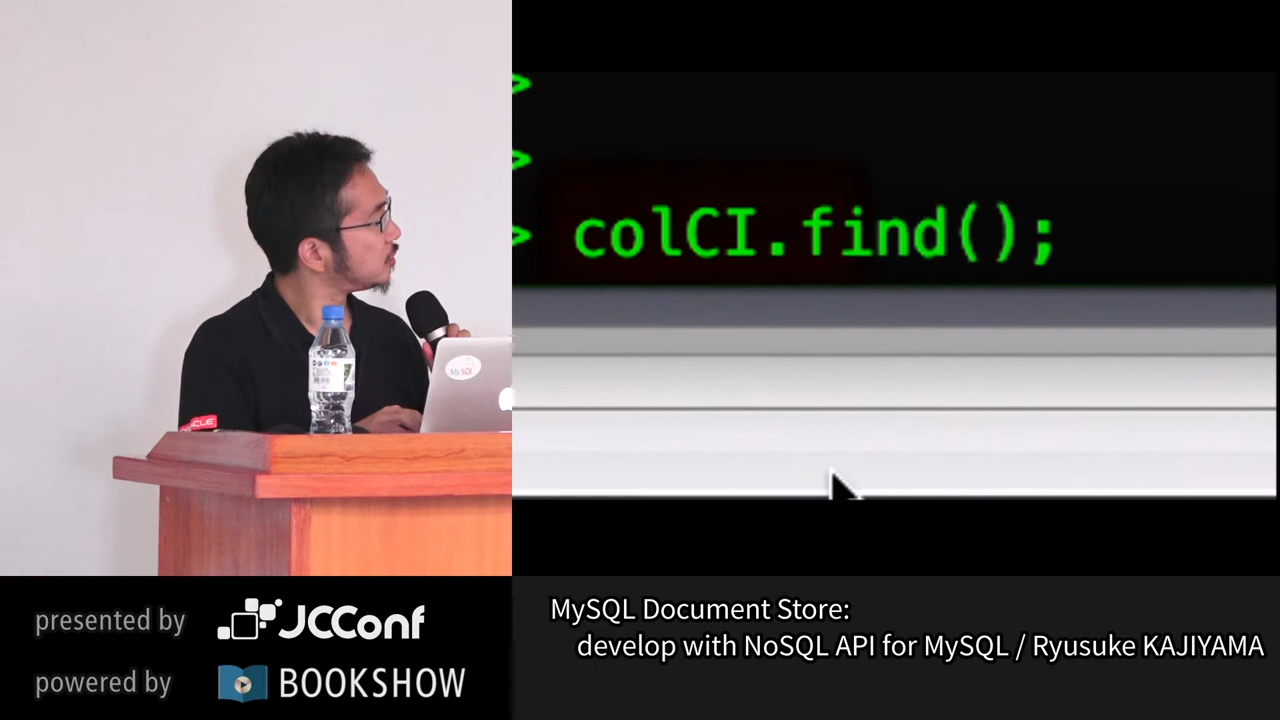 >
>
> colCI.find();
MySQL
presented by JCConf
powered by BOOKSHOW
MySQL Document Store:
develop with NoSQL API for MySQL / Ryusuke KAJIYAMA